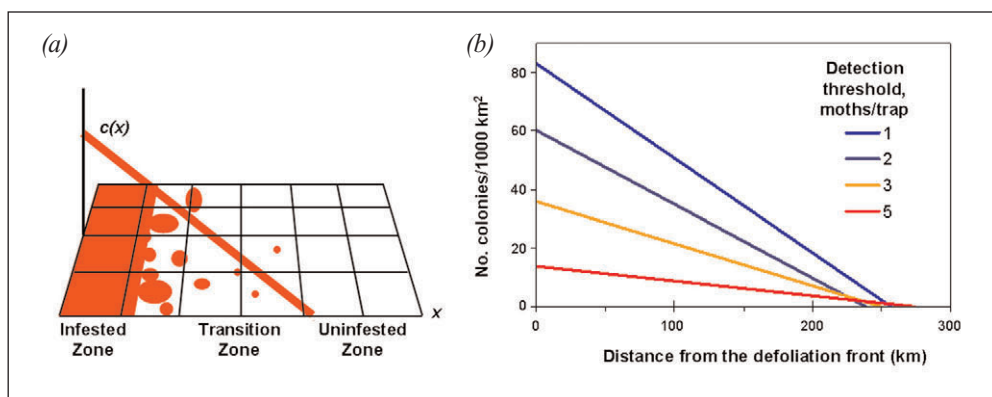 (a)
c(x)
x
Infested
Zone
Transition
Zone
Uninfested
Zone
(b)
No. colonies/1000 km²
80
60
40
20
0
0
100
200
300
Distance from the defoliation front (km)
Detection
threshold,
moths/trap
1
2
3
5